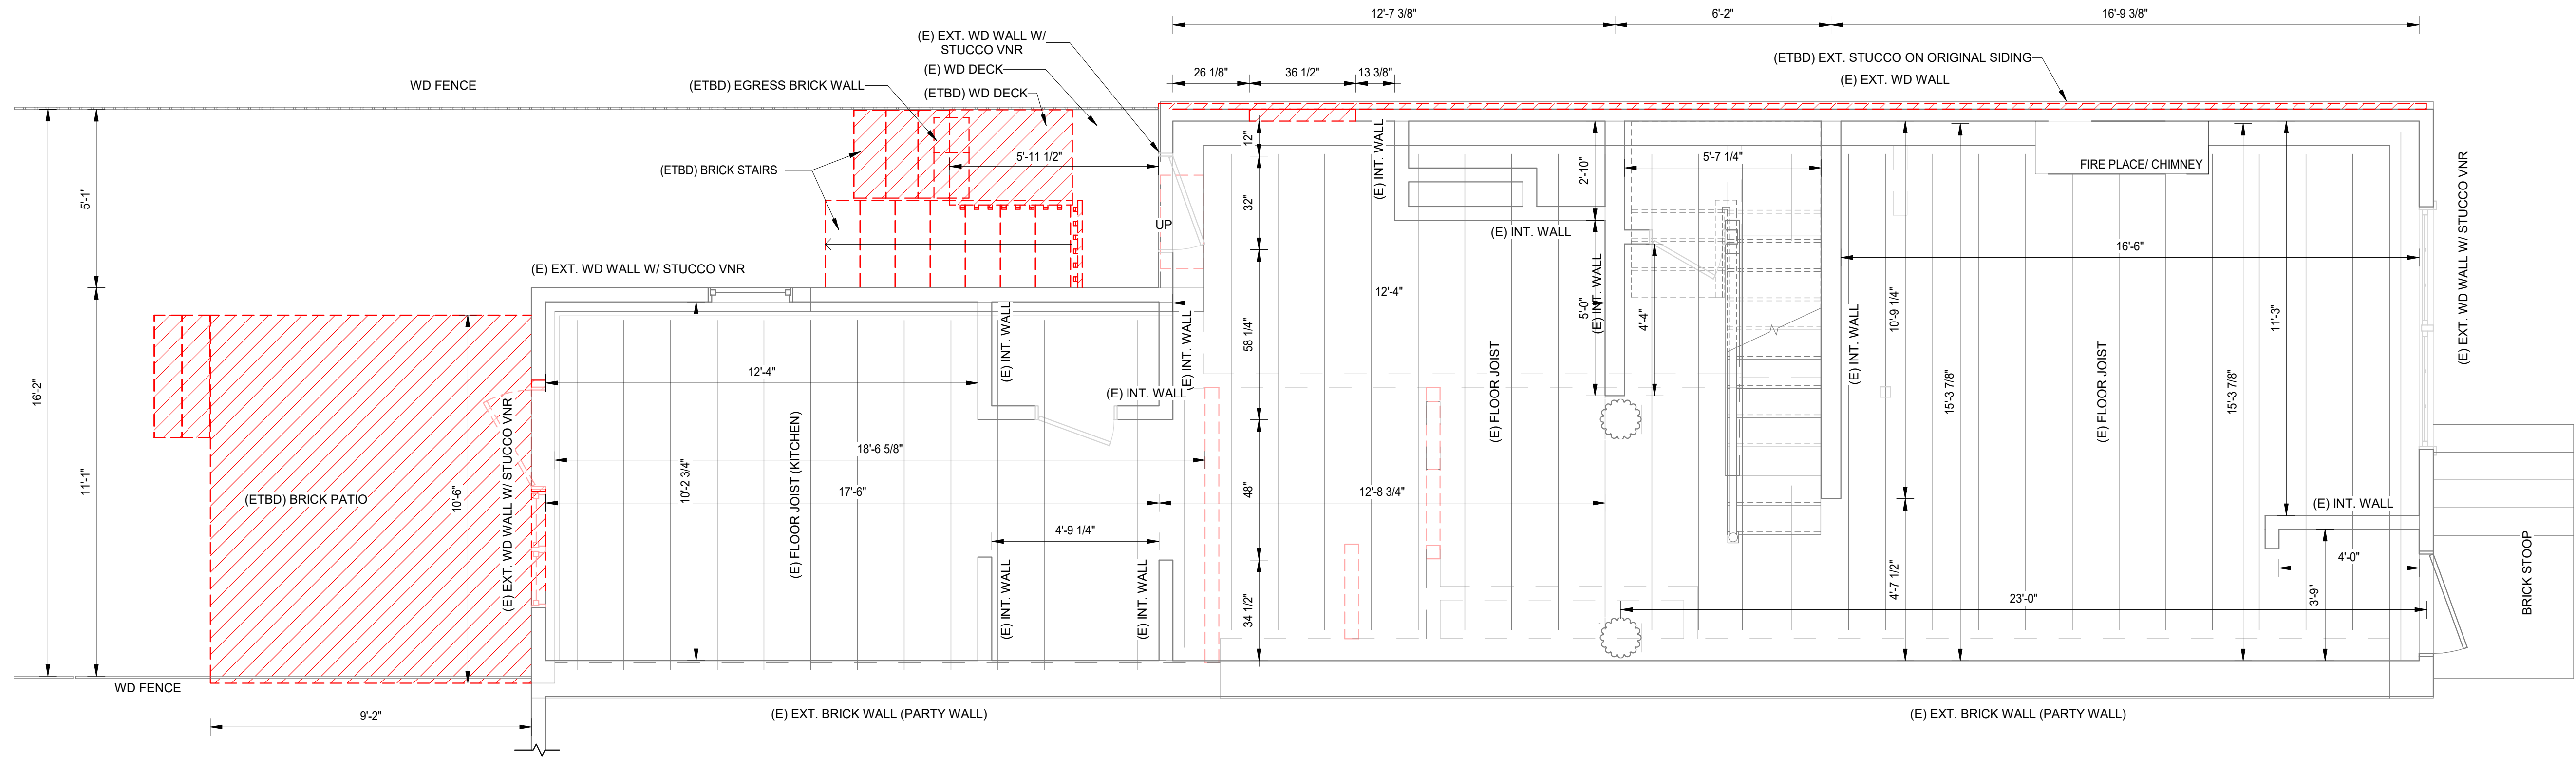 12'-7 3/8"
6'-2"
16'-9 3/8"
(E) EXT. WD WALL W/
STUCCO VNR
(E) WD DECK
(ETBD) EXT. STUCCO ON ORIGINAL SIDING
(E) EXT. WD WALL
26 1/8"
36 1/2"
13 3/8"
WD FENCE
(ETBD) EGRESS BRICK WALL
(ETBD) WD DECK
(ETBD) BRICK STAIRS
5'-11 1/2"
12"
(E) INT. WALL
2'-10"
5'-7 1/4"
FIRE PLACE/ CHIMNEY
(E) EXT. WD WALL W/ STUCCO VNR
5'-1"
32"
UP
(E) INT. WALL
16'-6"
(E) EXT. WD WALL W/ STUCCO VNR
12'-4"
5'-0"
(E) INT. WALL
4'-4"
10'-9 1/4"
11'-3"
(E) INT. WALL
(E) INT. WALL
58 1/4"
(E) INT. WALL
12'-4"
(E) INT. WALL
(E) FLOOR JOIST
(E) FLOOR JOIST
15'-3 7/8"
15'-3 7/8"
16'-2"
11'-1"
18'-6 5/8"
10'-2 3/4"
(E) FLOOR JOIST (KITCHEN)
(ETBD) BRICK PATIO
10'-6"
(E) EXT. WD WALL W/ STUCCO VNR
17'-6"
48"
12'-8 3/4"
(E) INT. WALL
4'-9 1/4"
4'-0"
BRICK STOOP
4'-7 1/2"
3'-9"
23'-0"
34 1/2"
(E) INT. WALL
(E) INT. WALL
WD FENCE
9'-2"
(E) EXT. BRICK WALL (PARTY WALL)
(E) EXT. BRICK WALL (PARTY WALL)